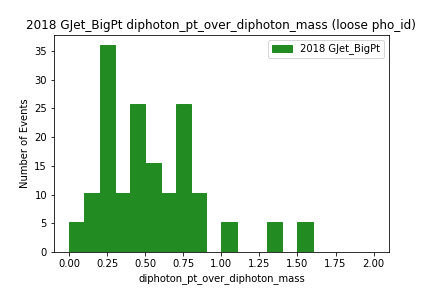 2018 GJet_BigPt diphoton_pt_over_diphoton_mass (loose pho_id)
2018 GJet_BigPt
Number of Events
35
30
25
20
15
10
5
0
0.00 0.25 0.50 0.75 1.00 1.25 1.50 1.75 2.00
diphoton_pt_over_diphoton_mass